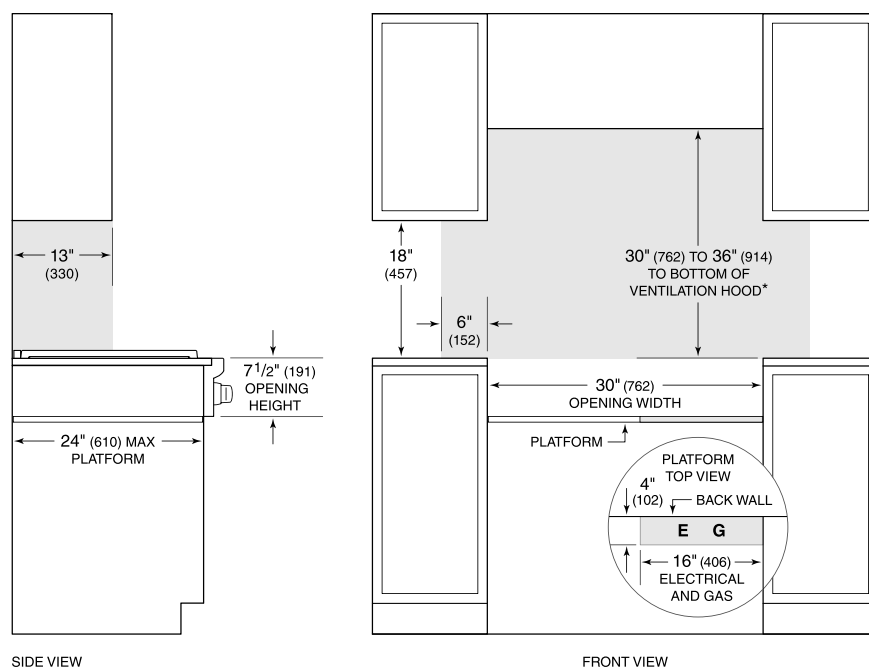 13"
(330)
7 1/2" (191)
OPENING
HEIGHT
24" (610) MAX
PLATFORM
SIDE VIEW
18"
(457)
30" (762) TO 36" (914)
TO BOTTOM OF
VENTILATION HOOD*
6"
(152)
30" (762)
OPENING WIDTH
PLATFORM
PLATFORM
TOP VIEW
4"
(102)
BACK WALL
E G
16" (406)
ELECTRICAL
AND GAS
FRONT VIEW